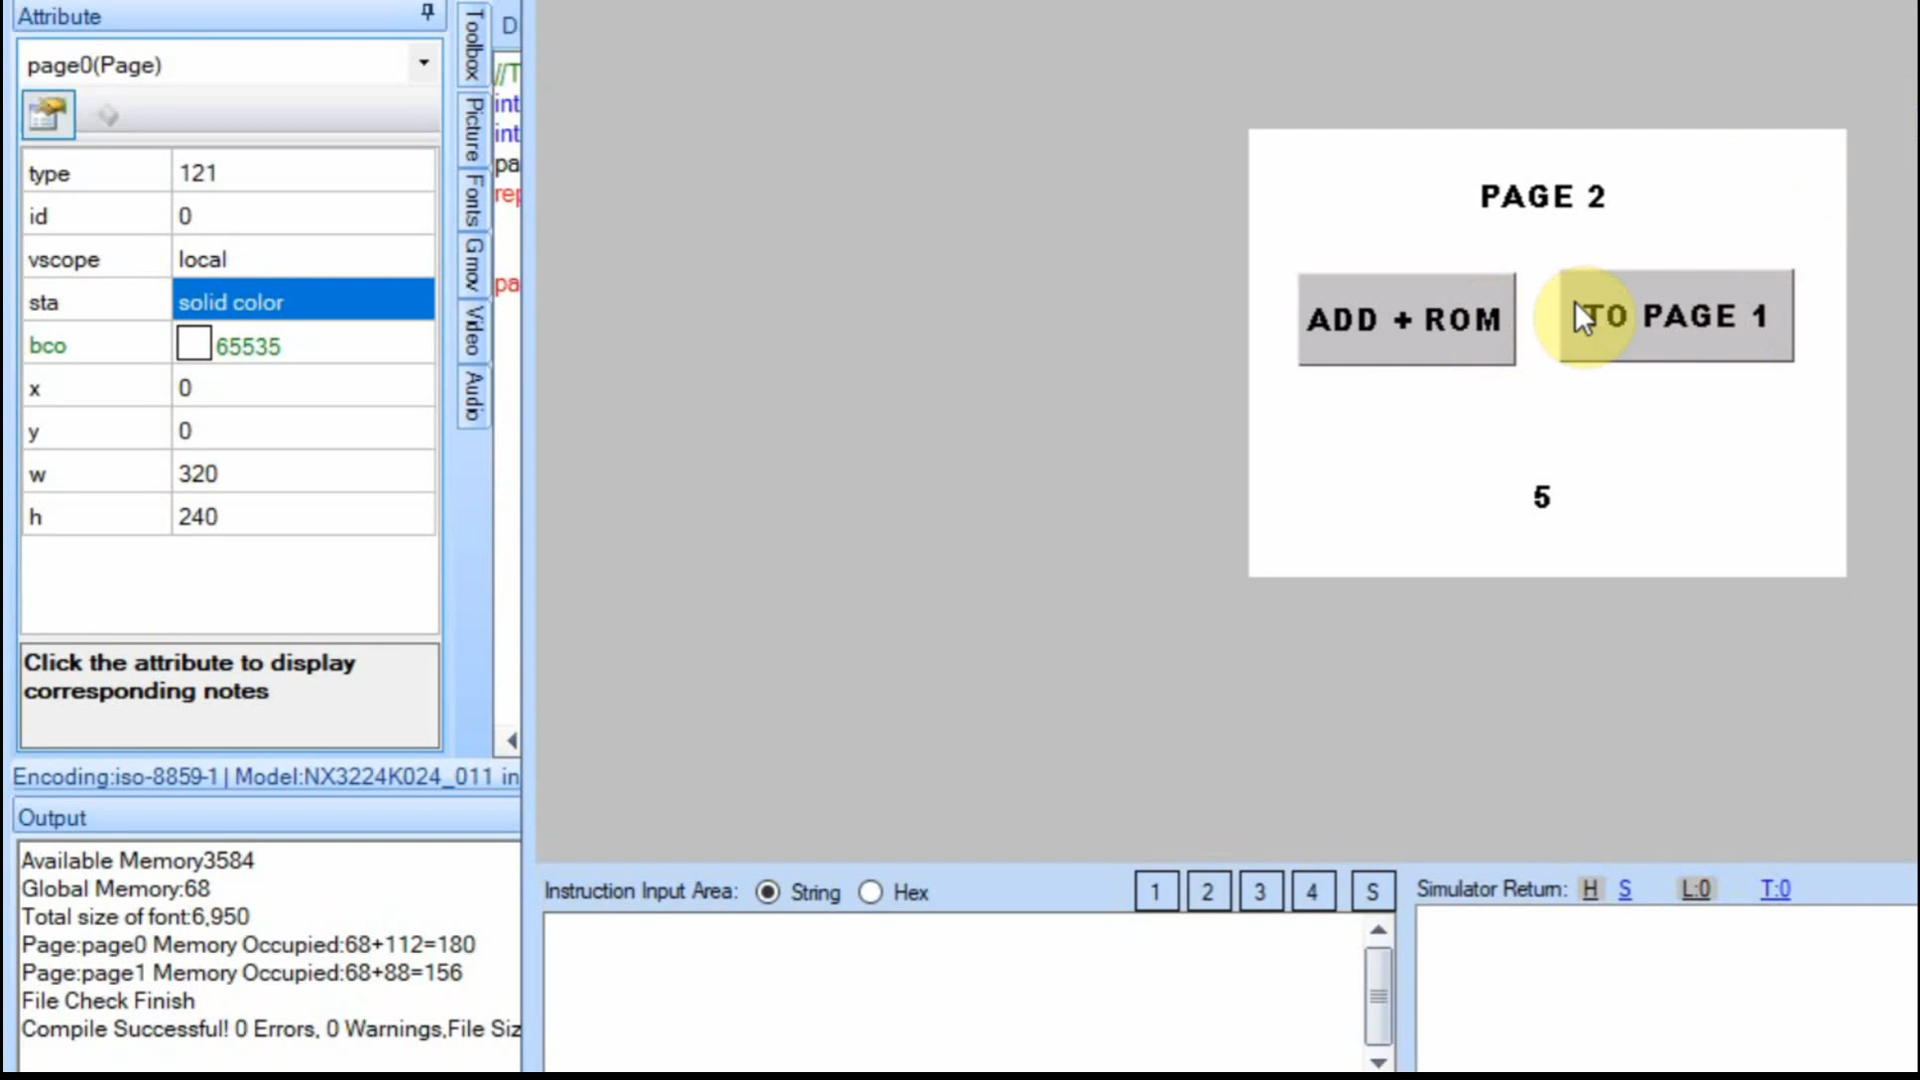 Attribute
page0(Page)
type 121
id 0
vscope local
sta solid color
bco 65535
x 0
y 0
w 320
h 240
Click the attribute to display
corresponding notes
Toolbox
Picture
Fonts
Gmov
Video
Audio
D
//T
int
int
pa
rep
pa
PAGE 2
ADD + ROM
TO PAGE 1
5
Encoding:iso-8859-1 | Model:NX3224K024_011 in
Output
Available Memory3584
Global Memory:68
Total size of font:6,950
Page:page0 Memory Occupied:68+112=180
Page:page1 Memory Occupied:68+88=156
File Check Finish
Compile Successful! 0 Errors, 0 Warnings,File Siz
Instruction Input Area: String Hex 1 2 3 4 S
Simulator Return: H S L:0 T:0